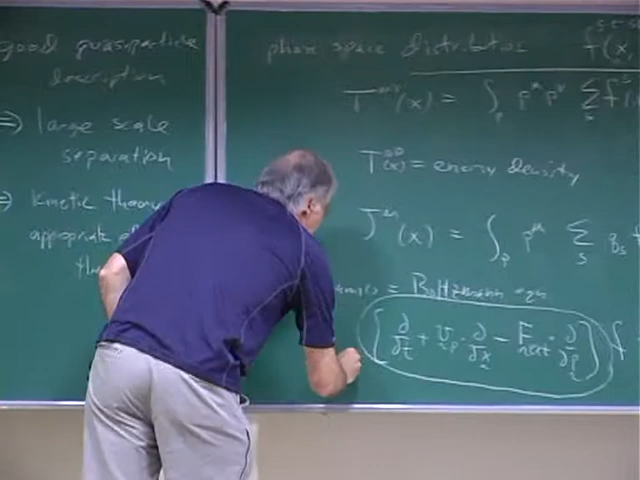 good quasiparticle
description
⇒ large scale
separation
⇒ kinetic theory
appropriate
phase space distribution f(x,
T^{μν}(x) = ∫_p p^μ p^ν Σ_s f
T^{00}(x) = energy density
J^μ (x) = ∫_p p^μ Σ_s q_s f
= Boltzmann eqn
[∂/∂t + v_p · ∂/∂x − F_ext · ∂/∂p] f